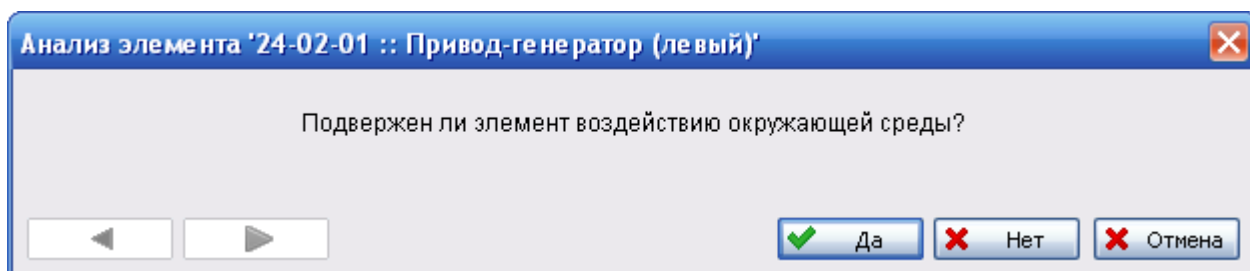 Анализ элемента '24-02-01 :: Привод-генератор (левый)'
Подвержен ли элемент воздействию окружающей среды?
Да Нет Отмена